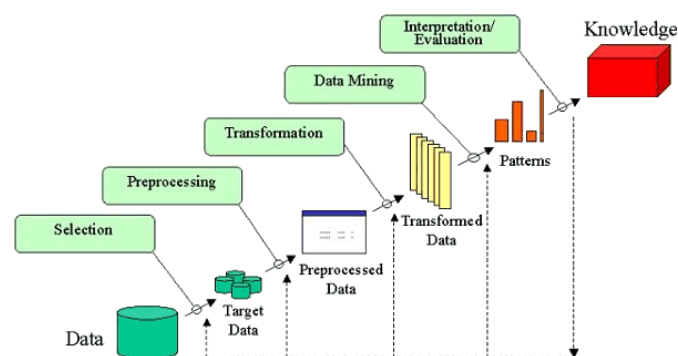 Interpretation/
Evaluation
Knowledge
Data Mining
Transformation
Patterns
Preprocessing
Transformed
Data
Selection
Preprocessed
Data
Target
Data
Data